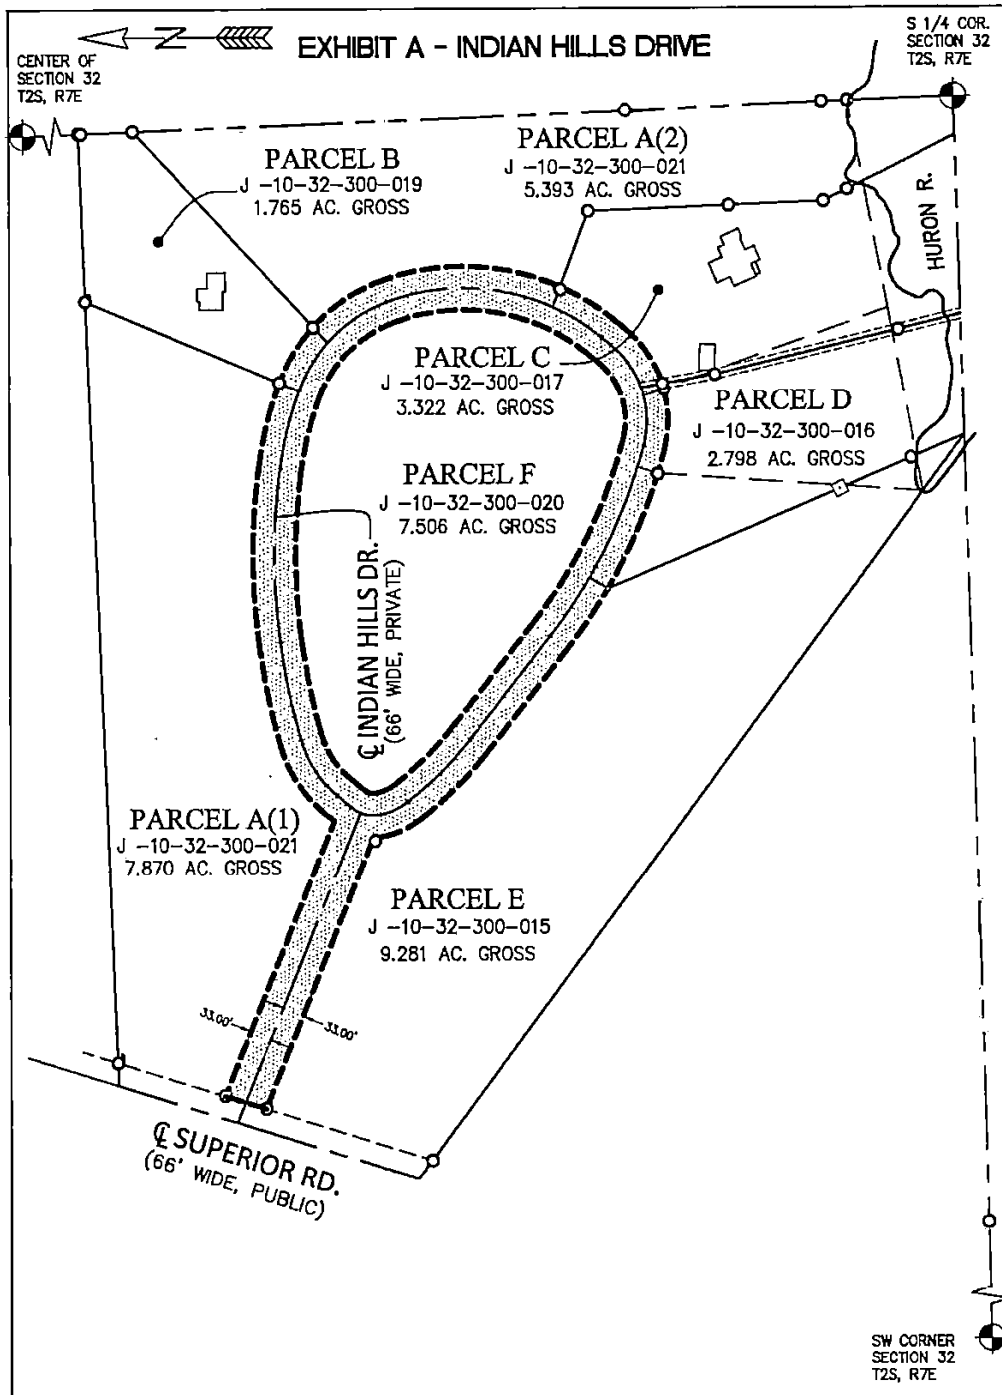 EXHIBIT A - INDIAN HILLS DRIVE
N
CENTER OF
SECTION 32
T2S, R7E
S 1/4 COR.
SECTION 32
T2S, R7E
PARCEL B
J -10-32-300-019
1.765 AC. GROSS
PARCEL A(2)
J -10-32-300-021
5.393 AC. GROSS
HURON R.
PARCEL C
J -10-32-300-017
3.322 AC. GROSS
PARCEL D
J -10-32-300-016
2.798 AC. GROSS
PARCEL F
J -10-32-300-020
7.506 AC. GROSS
℄ INDIAN HILLS DR.
(66' WIDE, PRIVATE)
PARCEL A(1)
J -10-32-300-021
7.870 AC. GROSS
PARCEL E
J -10-32-300-015
9.281 AC. GROSS
33.00'
33.00'
℄ SUPERIOR RD.
(66' WIDE, PUBLIC)
SW CORNER
SECTION 32
T2S, R7E